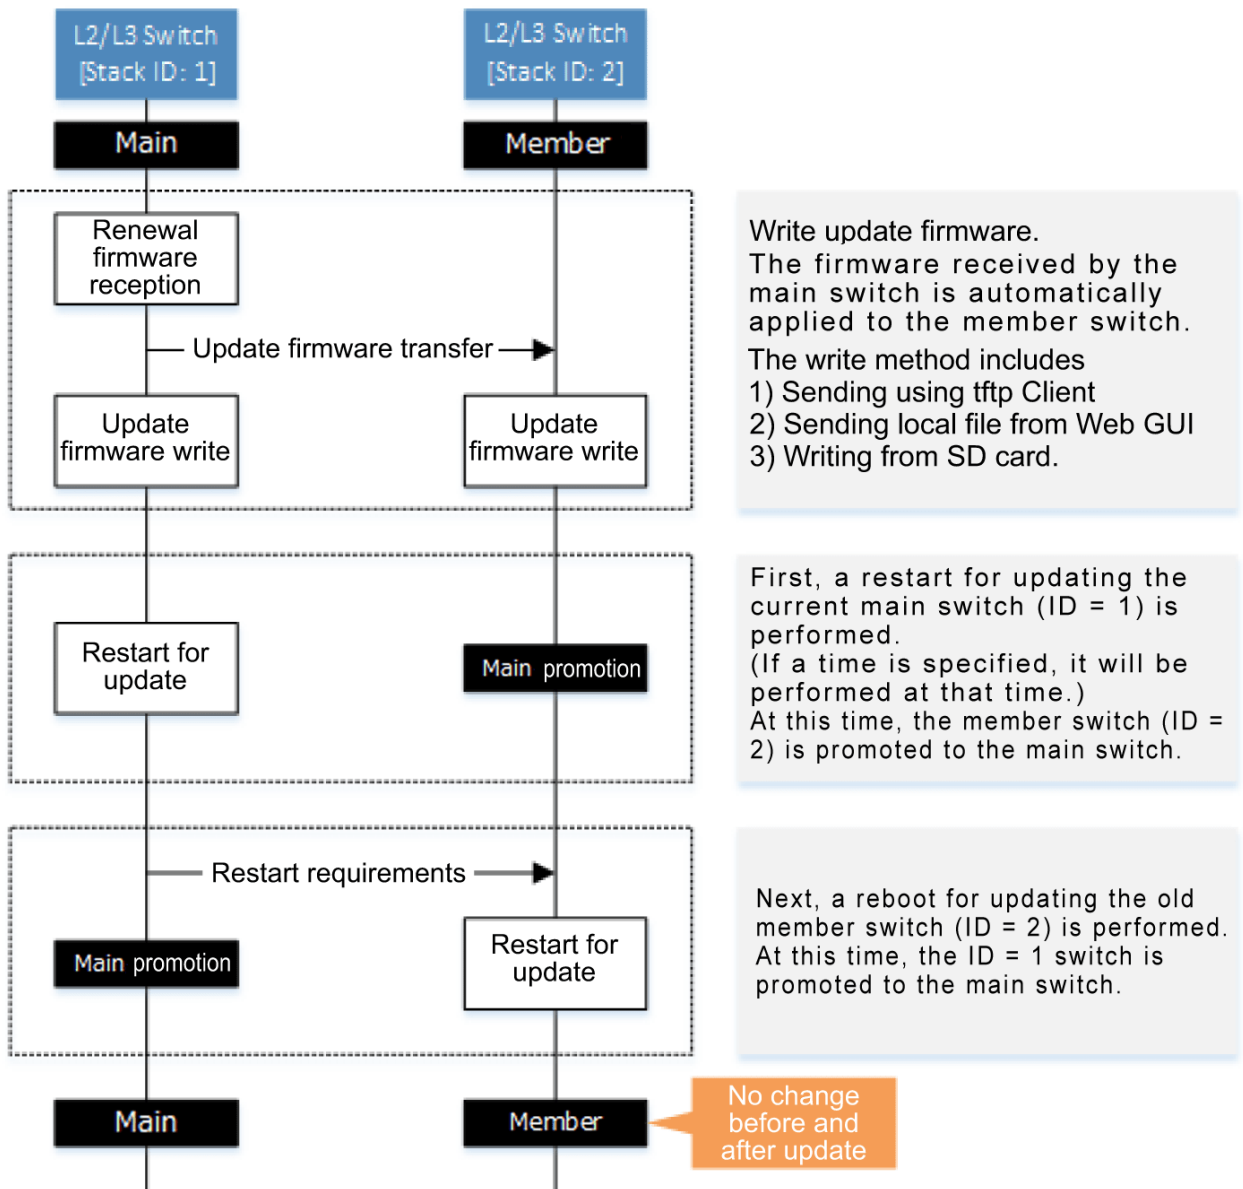 L2/L3 Switch
[Stack ID: 1]
L2/L3 Switch
[Stack ID: 2]
Main
Member
Renewal
firmware
reception
Update firmware transfer
Update
firmware write
Update
firmware write
Write update firmware.
The firmware received by the
main switch is automatically
applied to the member switch.
The write method includes
1) Sending using tftp Client
2) Sending local file from Web GUI
3) Writing from SD card.
Restart for
update
Main promotion
First, a restart for updating the
current main switch (ID = 1) is
performed.
(If a time is specified, it will be
performed at that time.)
At this time, the member switch (ID =
2) is promoted to the main switch.
Restart requirements
Main promotion
Restart for
update
Next, a reboot for updating the old
member switch (ID = 2) is performed.
At this time, the ID = 1 switch is
promoted to the main switch.
Main
Member
No change
before and
after update